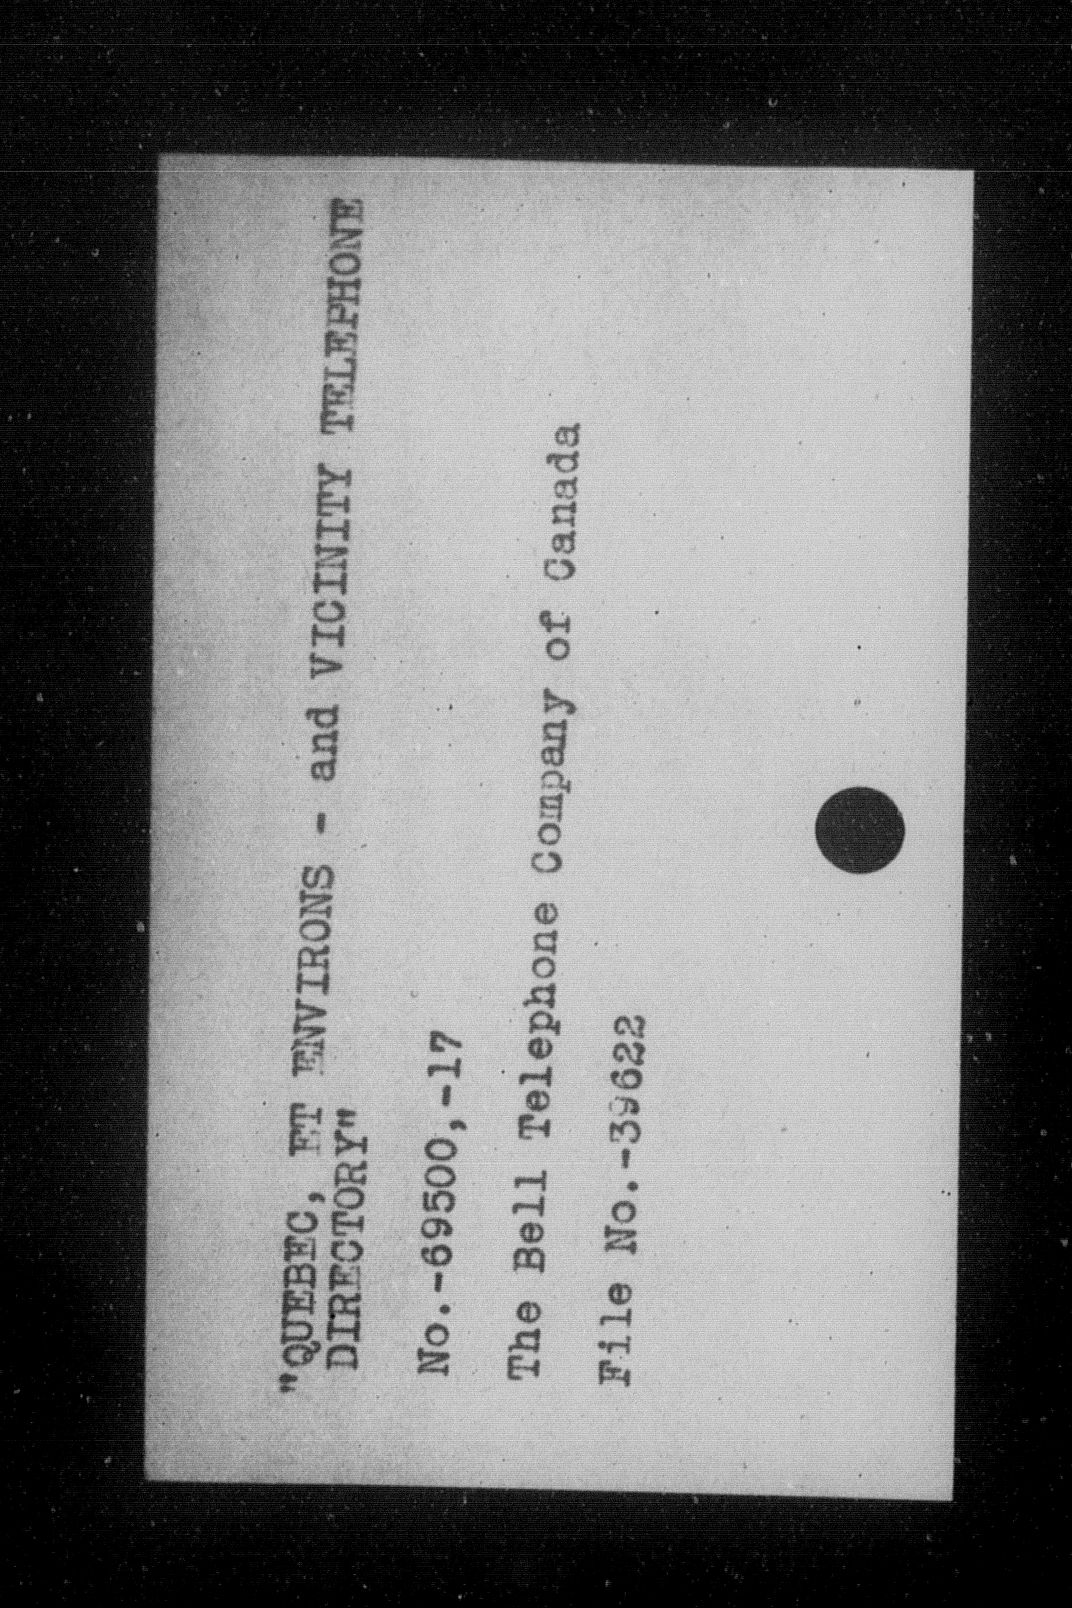 "QUEBEC, ET ENVIRONS - and VICINITY TELEPHONE
DIRECTORY"
No.-69500,-17
The Bell Telephone Company of Canada
File No.-39622